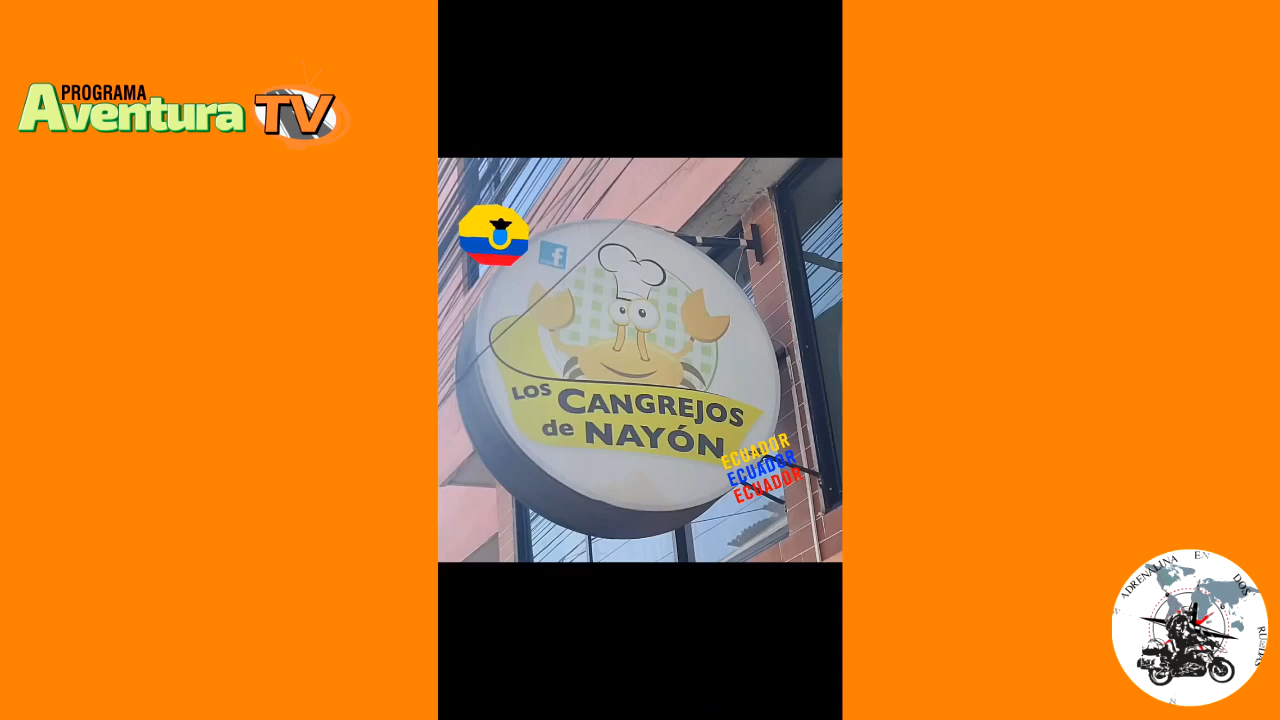 PROGRAMA
Aventura TV
f
LOS CANGREJOS
de NAYÓN
ECUADOR
ECUADOR
ECUADOR
ADRENALINA EN DOS RUEDAS